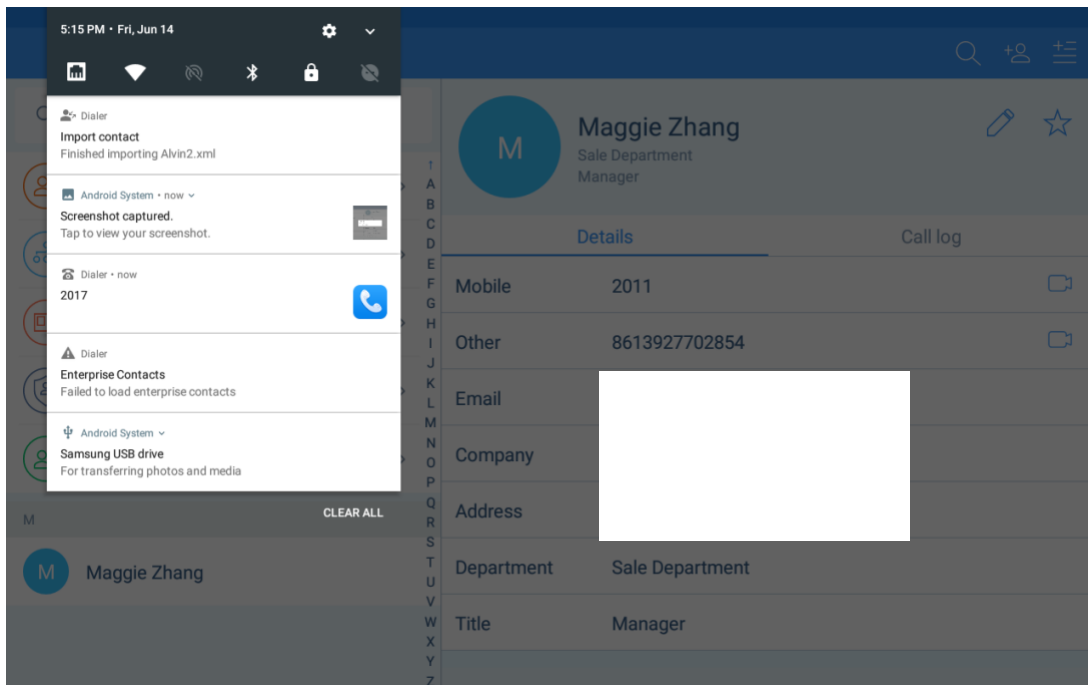 5:15 PM • Fri, Jun 14
Dialer
Import contact
Finished importing Alvin2.xml
Android System • now
Screenshot captured.
Tap to view your screenshot.
Dialer • now
2017
Dialer
Enterprise Contacts
Failed to load enterprise contacts
Android System
Samsung USB drive
For transferring photos and media
CLEAR ALL
M
M Maggie Zhang
↑
A
B
C
D
E
F
G
H
I
J
K
L
M
N
O
P
Q
R
S
T
U
V
W
X
Y
Z
M
Maggie Zhang
Sale Department
Manager
Details Call log
Mobile 2011
Other 8613927702854
Email
Company
Address
Department Sale Department
Title Manager